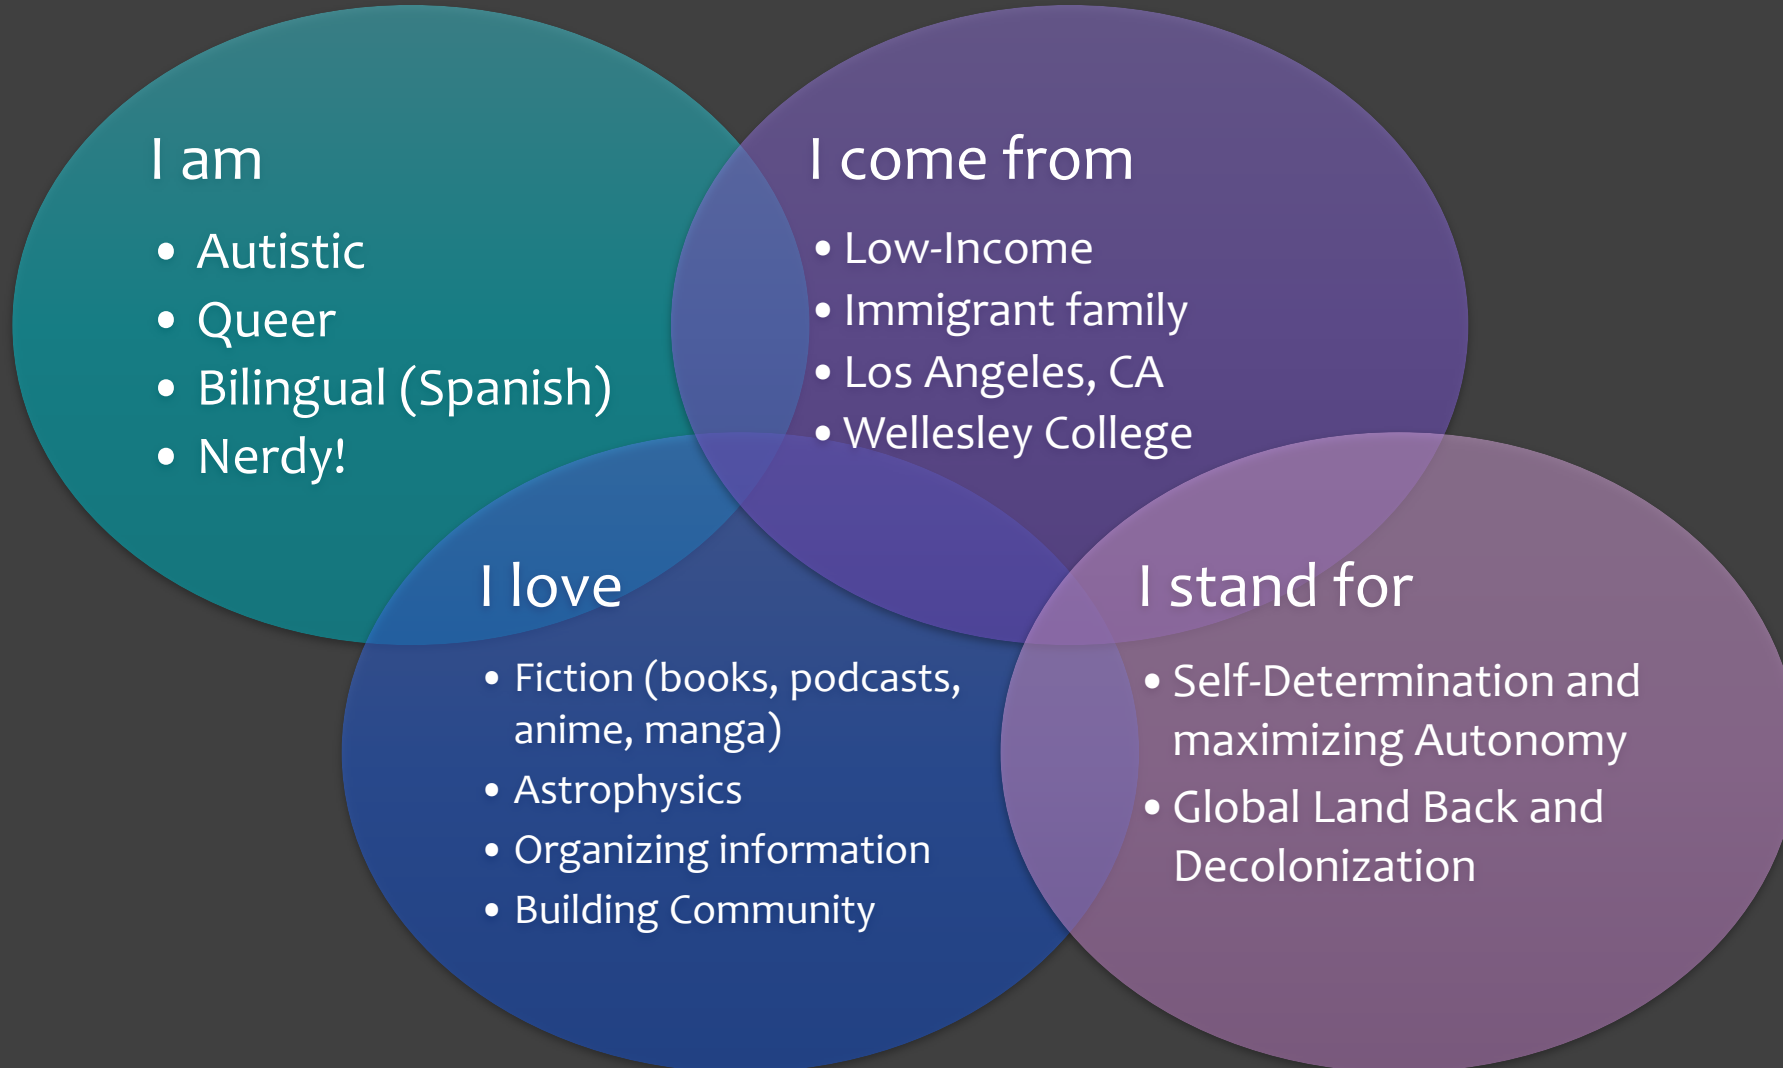 I am
• Autistic
• Queer
• Bilingual (Spanish)
• Nerdy!
I come from
• Low-Income
• Immigrant family
• Los Angeles, CA
• Wellesley College
I love
• Fiction (books, podcasts,
anime, manga)
• Astrophysics
• Organizing information
• Building Community
I stand for
• Self-Determination and
maximizing Autonomy
• Global Land Back and
Decolonization